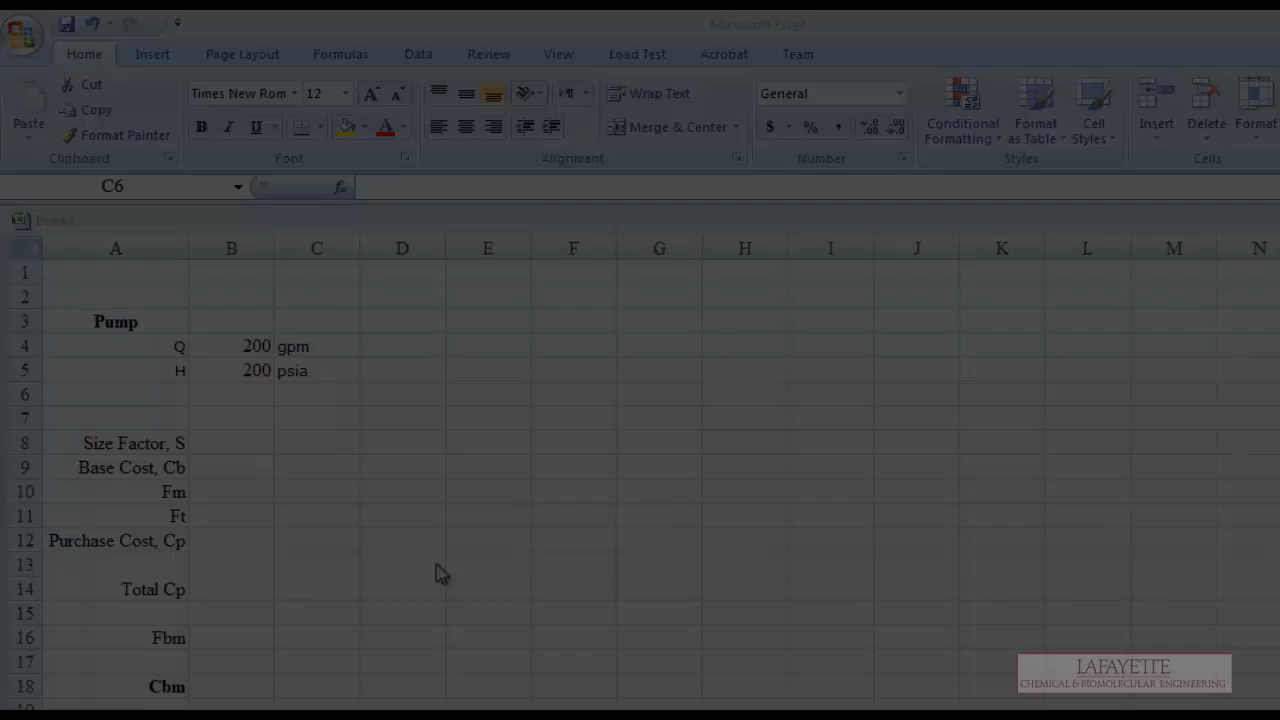 Microsoft Excel
Home Insert Page Layout Formulas Data Review View Load Test Acrobat Team
Cut
Copy
Format Painter
Paste
Clipboard
Times New Rom 12
B I U
Font
Wrap Text
Merge & Center
Alignment
General
$ % ,
Number
Conditional Formatting
Format as Table
Cell Styles
Styles
Insert Delete Format
Cells
C6 fx
Book2
A B C D E F G H I J K L M N
1
2
3 Pump
4 Q 200 gpm
5 H 200 psia
6
7
8 Size Factor, S
9 Base Cost, Cb
10 Fm
11 Ft
12 Purchase Cost, Cp
13
14 Total Cp
15
16 Fbm
17
18 Cbm
LAFAYETTE
CHEMICAL & BIOMOLECULAR ENGINEERING